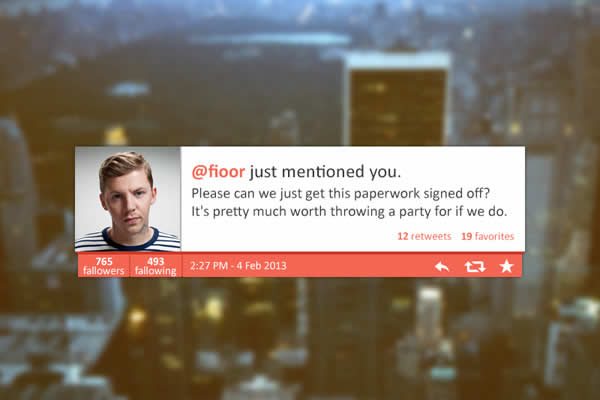 @fioor just mentioned you.
Please can we just get this paperwork signed off?
It's pretty much worth throwing a party for if we do.
12 retweets 19 favorites
765 493
fallowers fallowing
2:27 PM - 4 Feb 2013